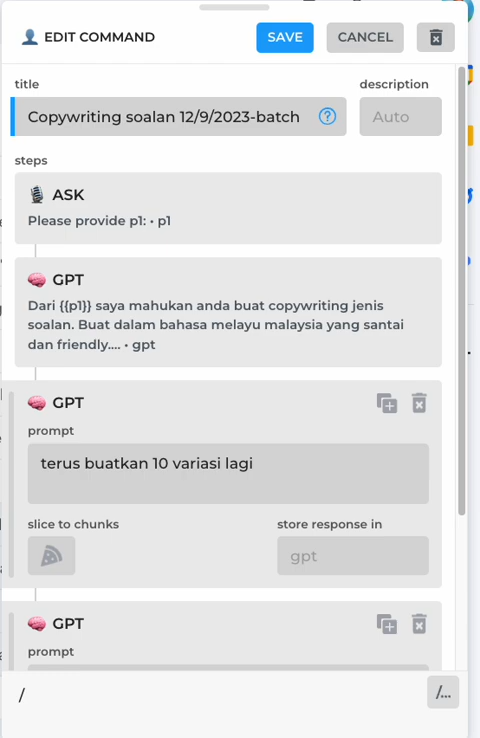 EDIT COMMAND SAVE CANCEL
title description
Copywriting soalan 12/9/2023-batch ? Auto
steps
ASK
Please provide p1: • p1
GPT
Dari {{p1}} saya mahukan anda buat copywriting jenis
soalan. Buat dalam bahasa melayu malaysia yang santai
dan friendly.... • gpt
GPT
prompt
terus buatkan 10 variasi lagi
slice to chunks store response in
gpt
GPT
prompt
/ /...